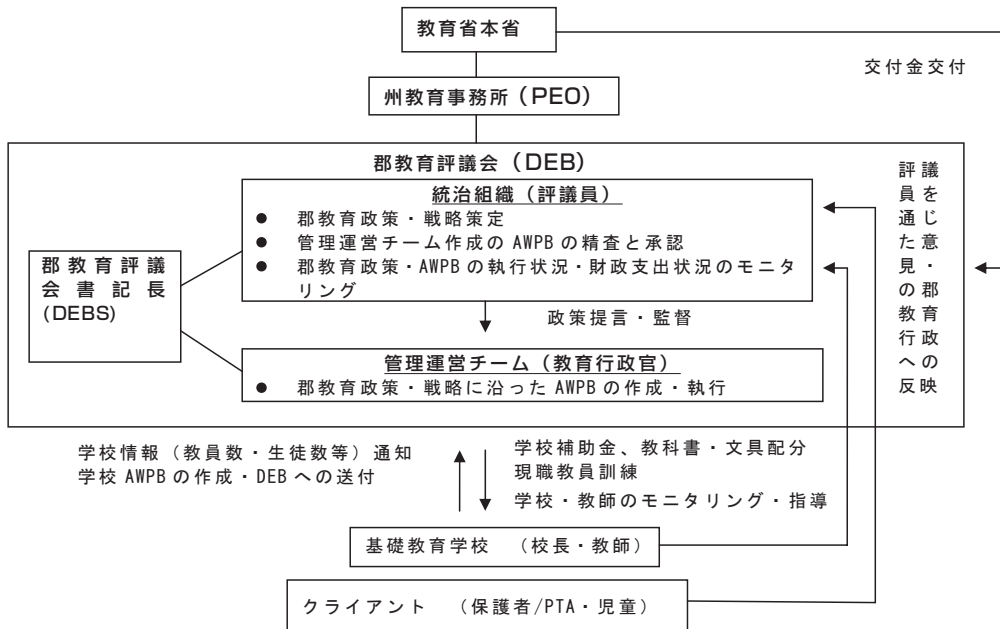 教育省本省
交付金交付
州教育事務所（PEO）
郡教育評議会（DEB）
統治組織（評議員）
● 郡教育政策・戦略策定
● 管理運営チーム作成の AWPB の精査と承認
● 郡教育政策・AWPB の執行状況・財政支出状況のモニタ
リング
郡教育評議
会書記長
(DEBS)
政策提言・監督
管理運営チーム（教育行政官）
● 郡教育政策・戦略に沿った AWPB の作成・執行
評議
員を
通じ
た意
見・
の郡
教育
行政
への
反映
学校情報（教員数・生徒数等）通知
学校 AWPB の作成・DEB への送付
学校補助金、教科書・文具配分
現職教員訓練
学校・教師のモニタリング・指導
基礎教育学校　（校長・教師）
クライアント　（保護者/PTA・児童）